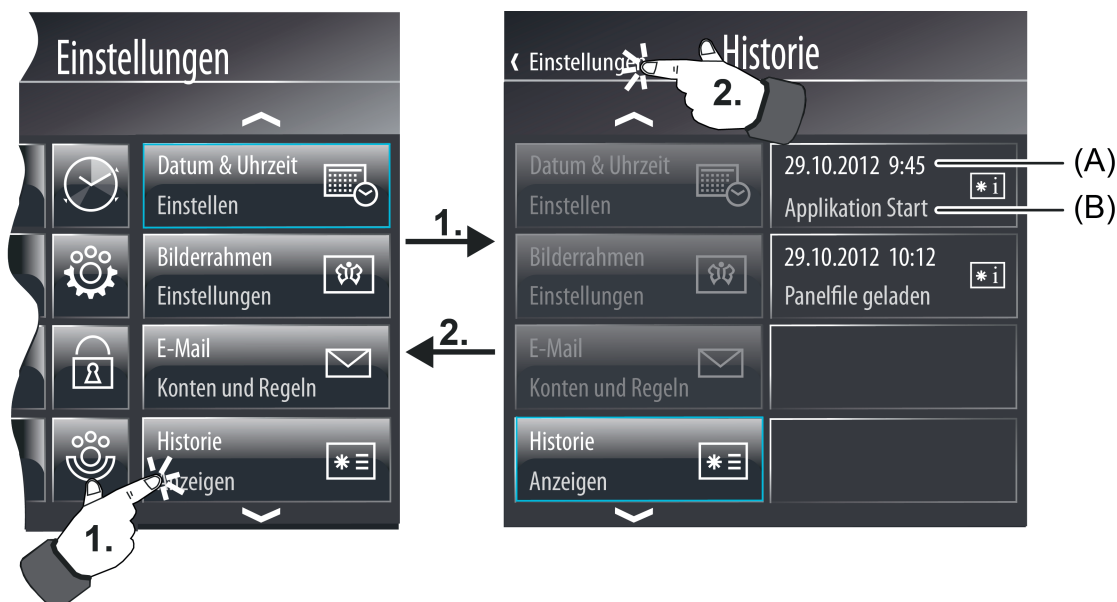 Einstellungen
Datum & Uhrzeit
Einstellen
Bilderrahmen
Einstellungen
E-Mail
Konten und Regeln
Historie
Anzeigen
1.
1.
2.
‹ Einstellungen
Historie
2.
Datum & Uhrzeit
Einstellen
Bilderrahmen
Einstellungen
E-Mail
Konten und Regeln
Historie
Anzeigen
29.10.2012 9:45
Applikation Start
29.10.2012 10:12
Panelfile geladen
(A)
(B)